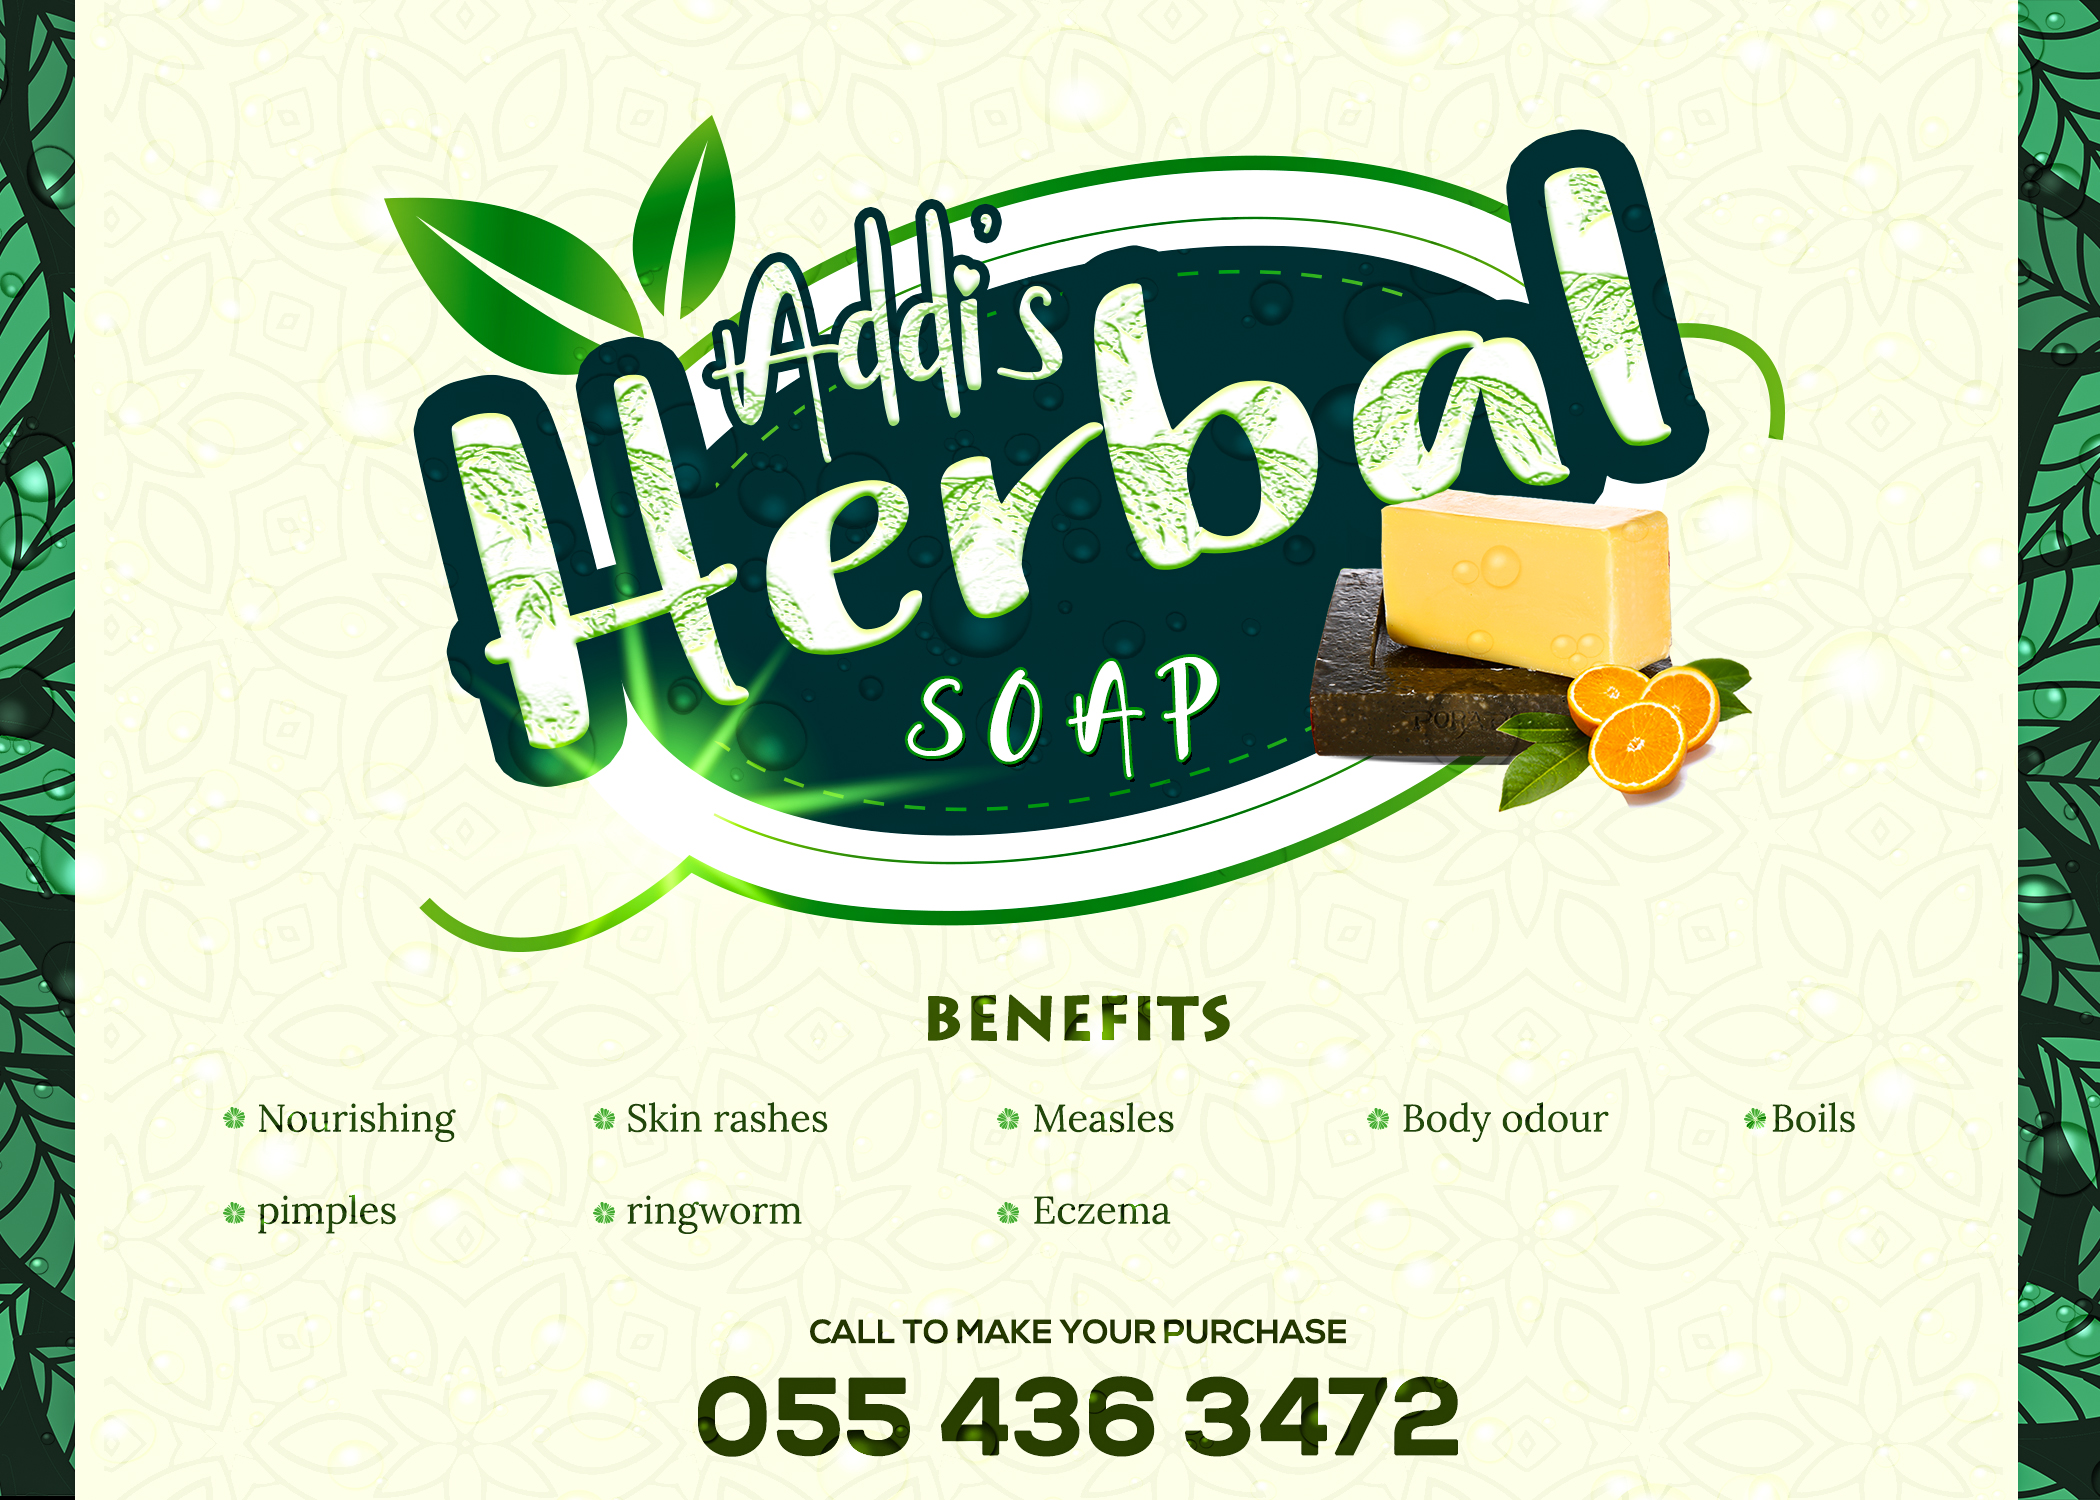 Addi's
Herbal
SOAP
BENEFITS
Nourishing
Skin rashes
Measles
Body odour
Boils
pimples
ringworm
Eczema
CALL TO MAKE YOUR PURCHASE
055 436 3472